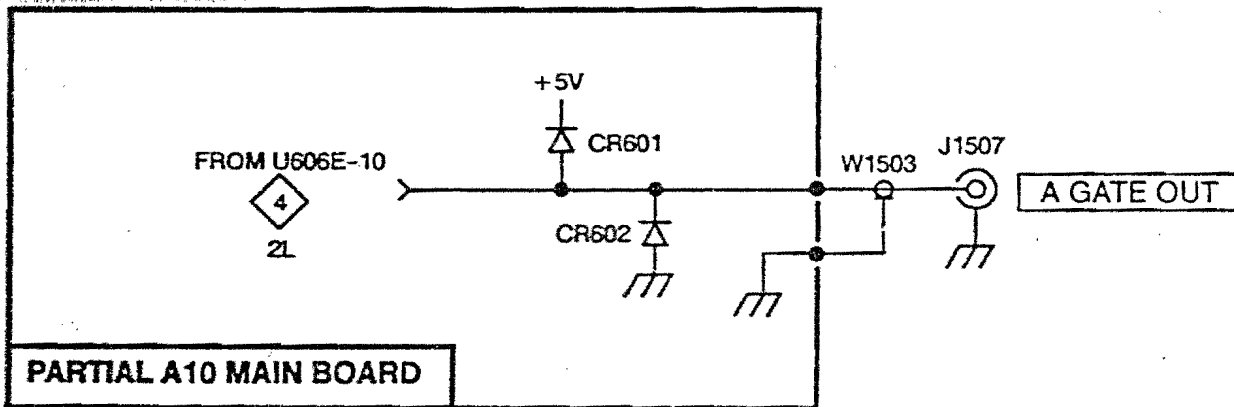 +5V
CR601
FROM U606E-10
4
2L
CR602
W1503
J1507
A GATE OUT
PARTIAL A10 MAIN BOARD